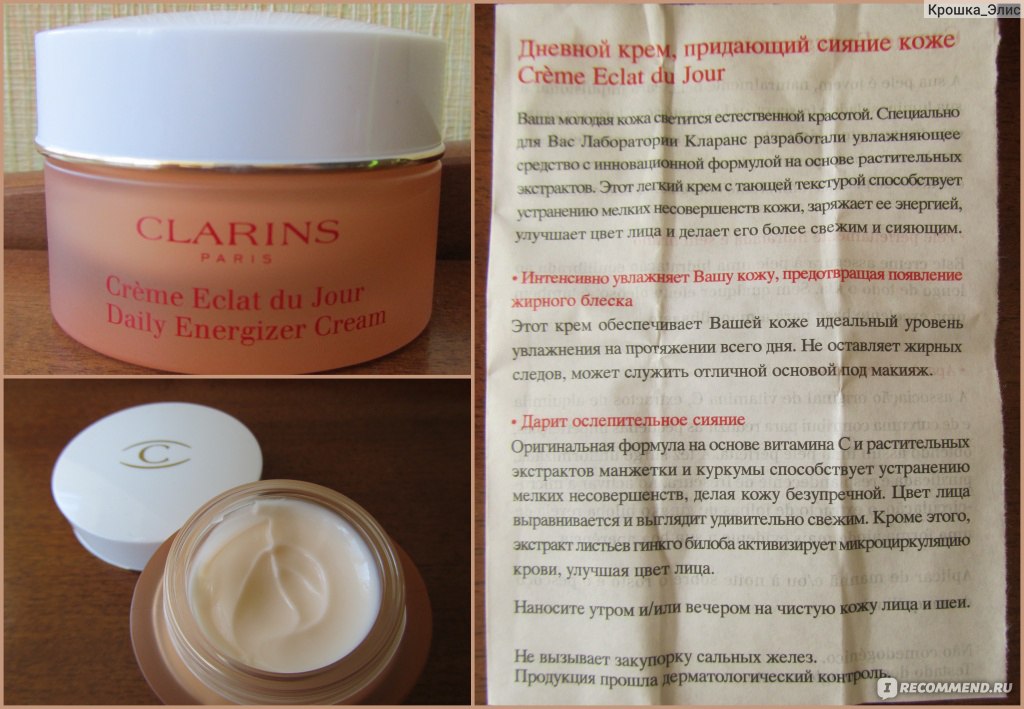 CLARINS
PARIS
Crème Eclat du Jour
Daily Energizer Cream
C
Крошка_Элис
Дневной крем, придающий сияние коже
Crème Eclat du Jour
Ваша молодая кожа светится естественной красотой. Специально
для Вас Лаборатории Кларанс разработали увлажняющее
средство с инновационной формулой на основе растительных
экстрактов. Этот легкий крем с тающей текстурой способствует
устранению мелких несовершенств кожи, заряжает ее энергией,
улучшает цвет лица и делает его более свежим и сияющим.
• Интенсивно увлажняет Вашу кожу, предотвращая появление
жирного блеска
Этот крем обеспечивает Вашей коже идеальный уровень
увлажнения на протяжении всего дня. Не оставляет жирных
следов, может служить отличной основой под макияж.
• Дарит ослепительное сияние
Оригинальная формула на основе витамина С и растительных
экстрактов манжетки и куркумы способствует устранению
мелких несовершенств, делая кожу безупречной. Цвет лица
выравнивается и выглядит удивительно свежим. Кроме этого,
экстракт листьев гинкго билоба активизирует микроциркуляцию
крови, улучшая цвет лица.
Наносите утром и/или вечером на чистую кожу лица и шеи.
Не вызывает закупорку сальных желез.
Продукция прошла дерматологический контроль.
I RECOMMEND.RU